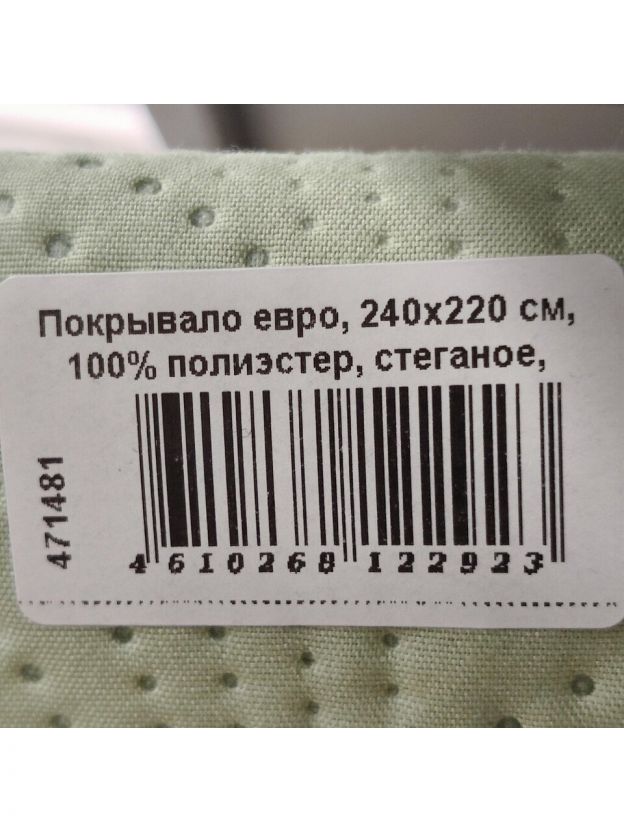 Покрывало евро, 240х220 см,
100% полиэстер, стеганое,
471481
4 610268 122923